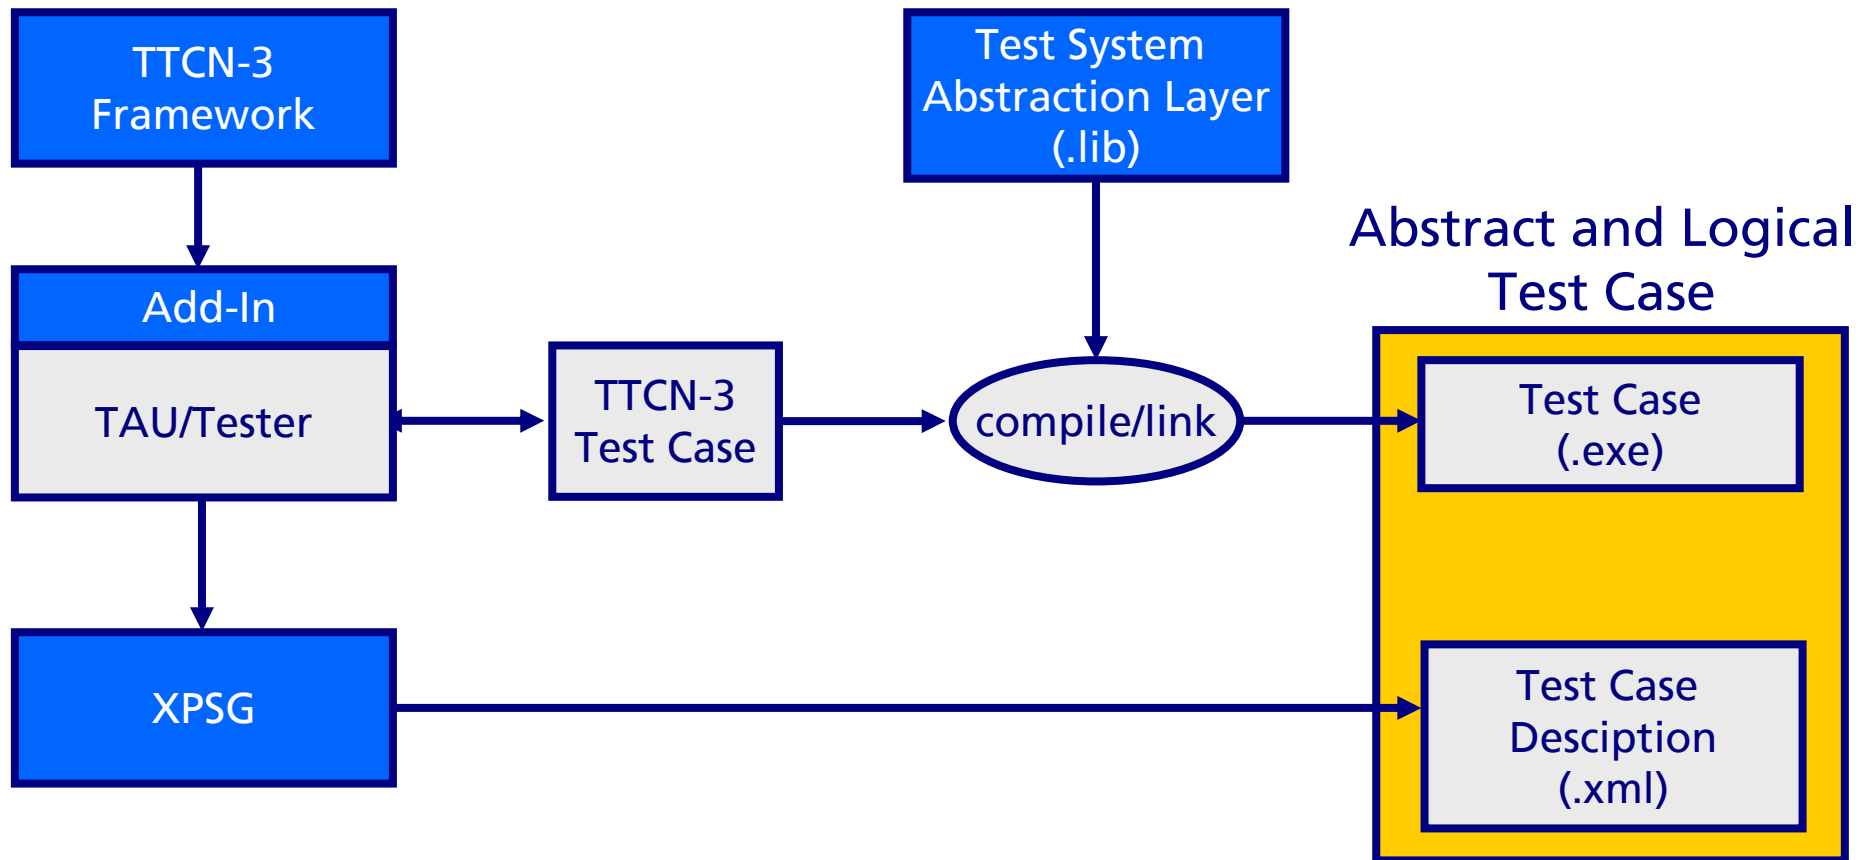 TTCN-3
Framework
Test System
Abstraction Layer
(.lib)
Abstract and Logical
Test Case
Add-In
TAU/Tester
TTCN-3
Test Case
compile/link
Test Case
(.exe)
XPSG
Test Case
Desciption
(.xml)